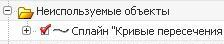 Неиспользуемые объекты
Сплайн "Кривые пересечения